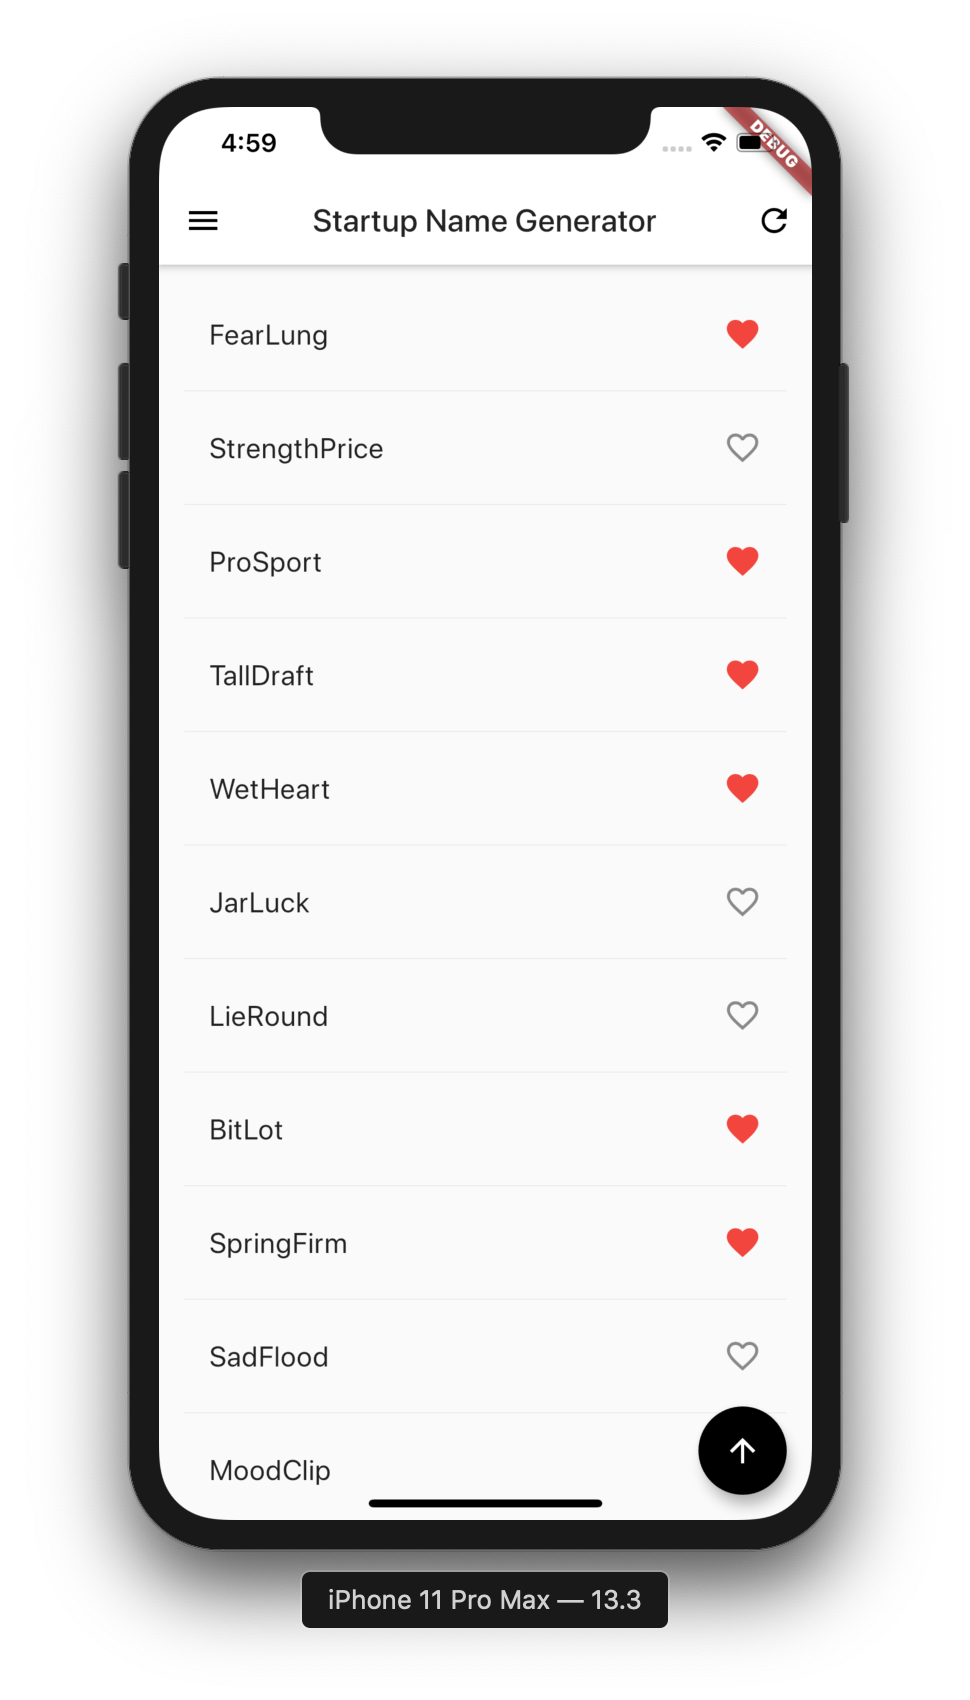 4:59
DEBUG
Startup Name Generator
FearLung
StrengthPrice
ProSport
TallDraft
WetHeart
JarLuck
LieRound
BitLot
SpringFirm
SadFlood
MoodClip
iPhone 11 Pro Max — 13.3